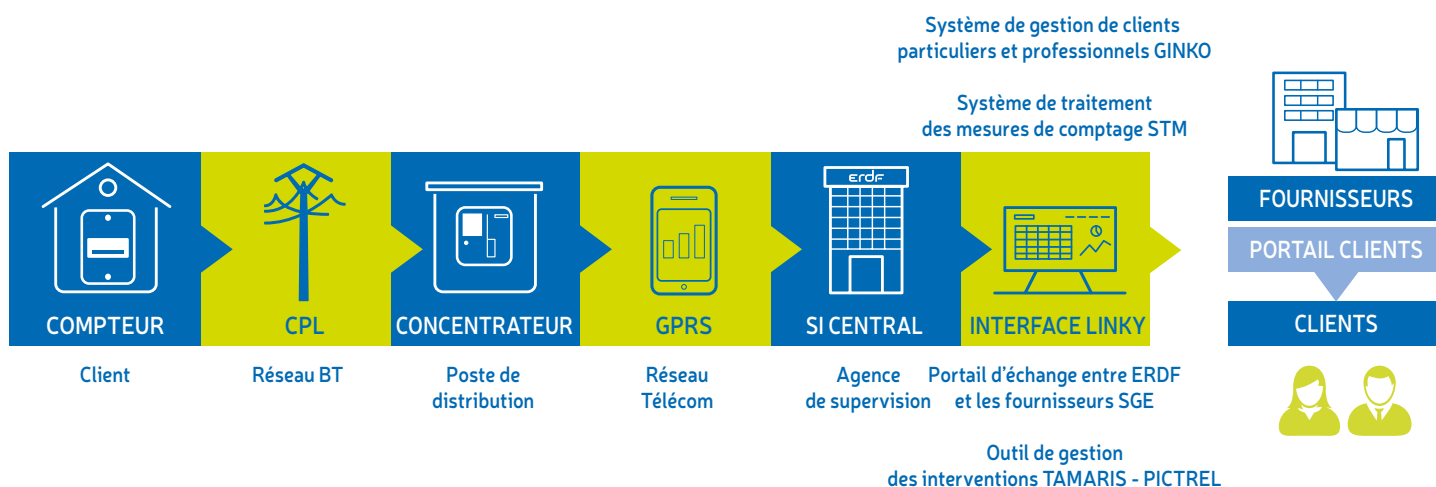 Système de gestion de clients
particuliers et professionnels GINKO
Système de traitement
des mesures de comptage STM
erdf
COMPTEUR
CPL
CONCENTRATEUR
GPRS
SI CENTRAL
INTERFACE LINKY
Client
Réseau BT
Poste de
distribution
Réseau
Télécom
Agence
de supervision
Portail d'échange entre ERDF
et les fournisseurs SGE
Outil de gestion
des interventions TAMARIS - PICTREL
FOURNISSEURS
PORTAIL CLIENTS
CLIENTS